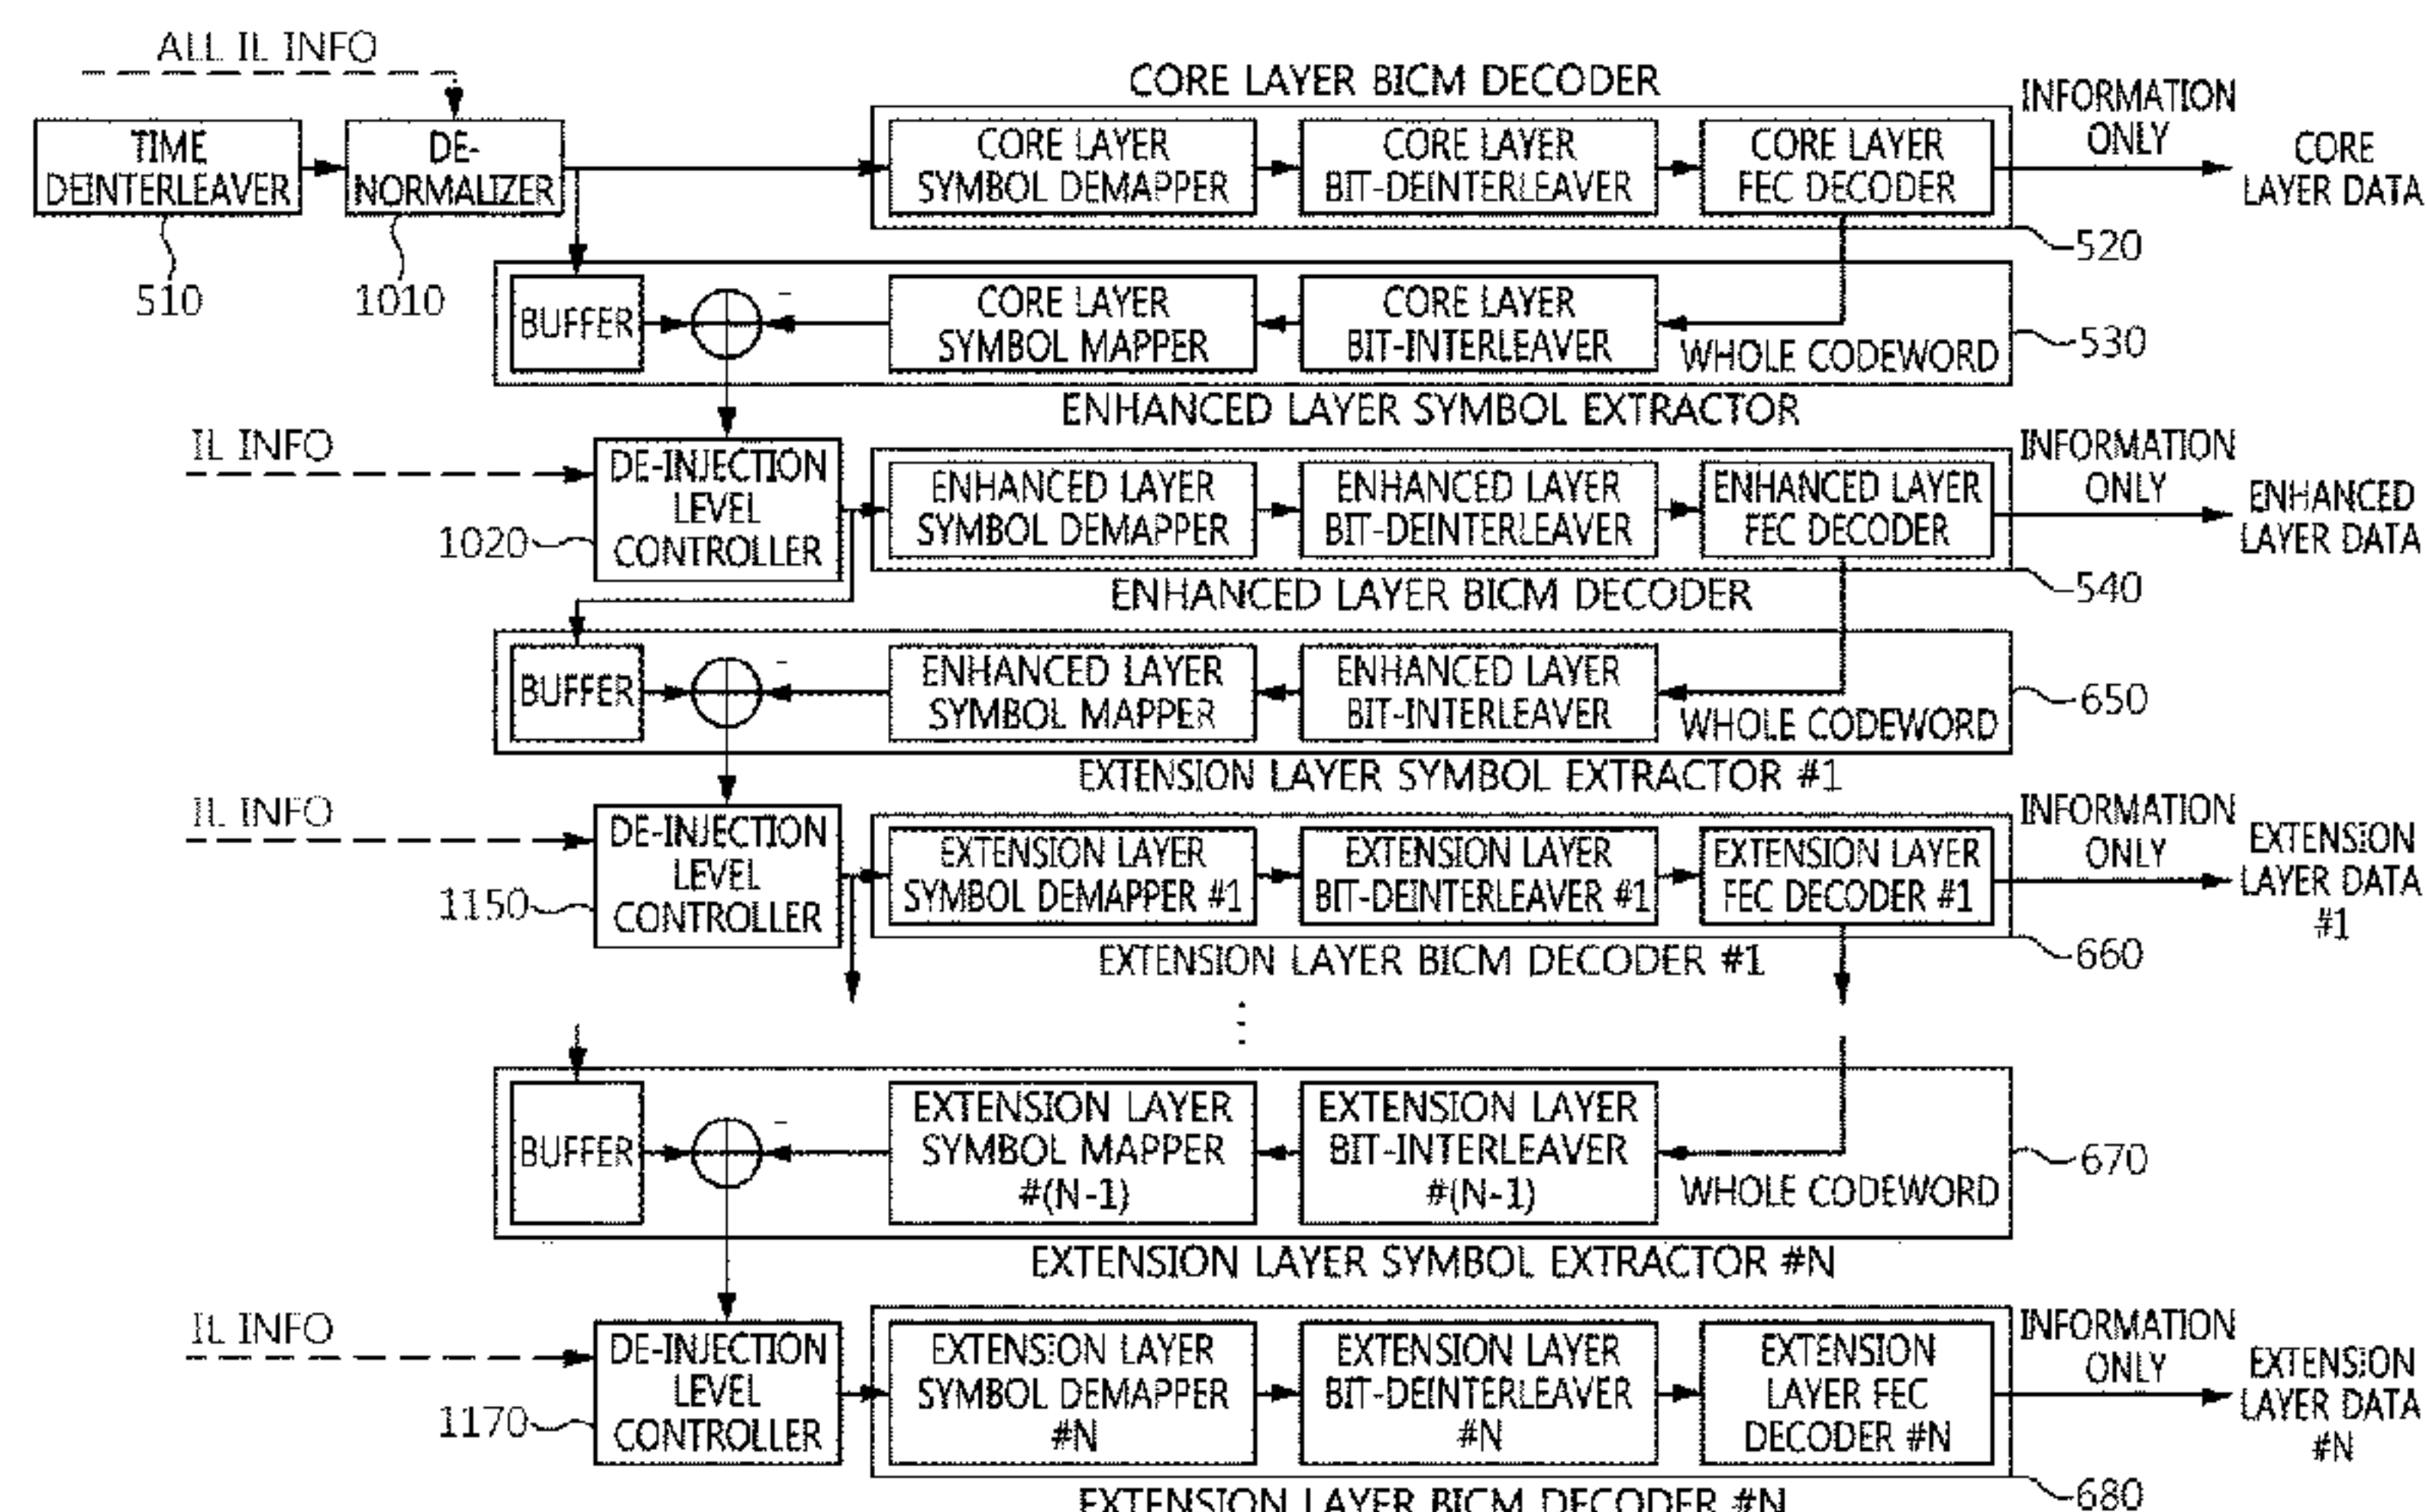 ALL IL INFO
CORE LAYER BICM DECODER
TIME
DEINTERLEAVER
DE-
NORMALIZER
CORE LAYER
SYMBOL DEMAPPER
CORE LAYER
BIT-DEINTERLEAVER
CORE LAYER
FEC DECODER
INFORMATION
ONLY
CORE
LAYER DATA
510
1010
520
BUFFER
-
CORE LAYER
SYMBOL MAPPER
CORE LAYER
BIT-INTERLEAVER
WHOLE CODEWORD
530
ENHANCED LAYER SYMBOL EXTRACTOR
IL INFO
DE-INJECTION
LEVEL
CONTROLLER
1020
ENHANCED LAYER
SYMBOL DEMAPPER
ENHANCED LAYER
BIT-DEINTERLEAVER
ENHANCED LAYER
FEC DECODER
INFORMATION
ONLY
ENHANCED
LAYER DATA
540
ENHANCED LAYER BICM DECODER
BUFFER
-
ENHANCED LAYER
SYMBOL MAPPER
ENHANCED LAYER
BIT-INTERLEAVER
WHOLE CODEWORD
650
EXTENSION LAYER SYMBOL EXTRACTOR #1
IL INFO
DE-INJECTION
LEVEL
CONTROLLER
1150
EXTENSION LAYER
SYMBOL DEMAPPER #1
EXTENSION LAYER
BIT-DEINTERLEAVER #1
EXTENSION LAYER
FEC DECODER #1
INFORMATION
ONLY
EXTENSION
LAYER DATA
#1
660
EXTENSION LAYER BICM DECODER #1
BUFFER
-
EXTENSION LAYER
SYMBOL MAPPER
#(N-1)
EXTENSION LAYER
BIT-INTERLEAVER
#(N-1)
WHOLE CODEWORD
670
EXTENSION LAYER SYMBOL EXTRACTOR #N
IL INFO
DE-INJECTION
LEVEL
CONTROLLER
1170
EXTENSION LAYER
SYMBOL DEMAPPER
#N
EXTENSION LAYER
BIT-DEINTERLEAVER
#N
EXTENSION
LAYER FEC
DECODER #N
INFORMATION
ONLY
EXTENSION
LAYER DATA
#N
680
EXTENSION LAYER BICM DECODER #N